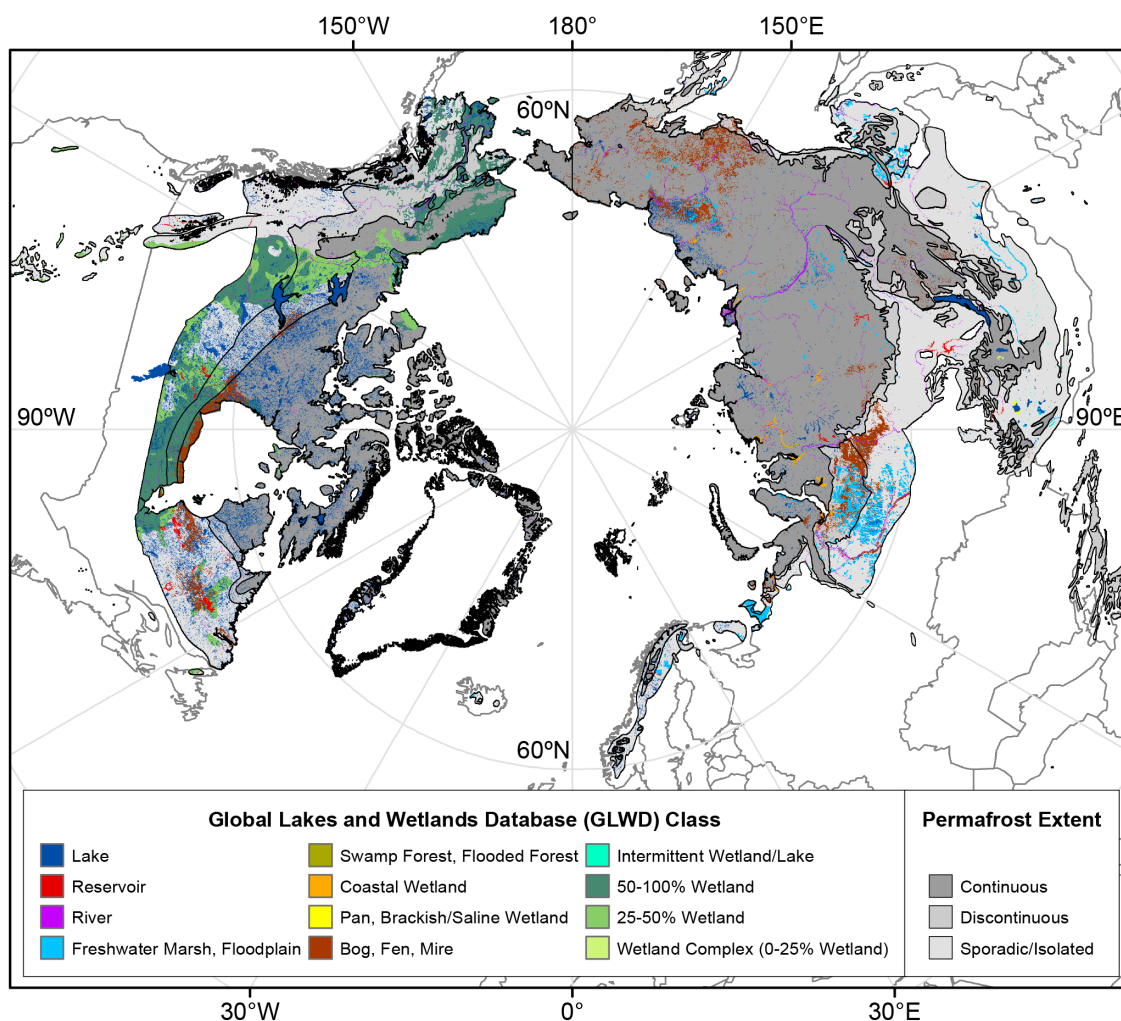 150°W
180°
150°E
60°N
90°W
90°E
60°N
Global Lakes and Wetlands Database (GLWD) Class
Permafrost Extent
Lake
Swamp Forest, Flooded Forest
Intermittent Wetland/Lake
Reservoir
Coastal Wetland
50-100% Wetland
Continuous
River
Pan, Brackish/Saline Wetland
25-50% Wetland
Discontinuous
Freshwater Marsh, Floodplain
Bog, Fen, Mire
Wetland Complex (0-25% Wetland)
Sporadic/Isolated
30°W
0°
30°E